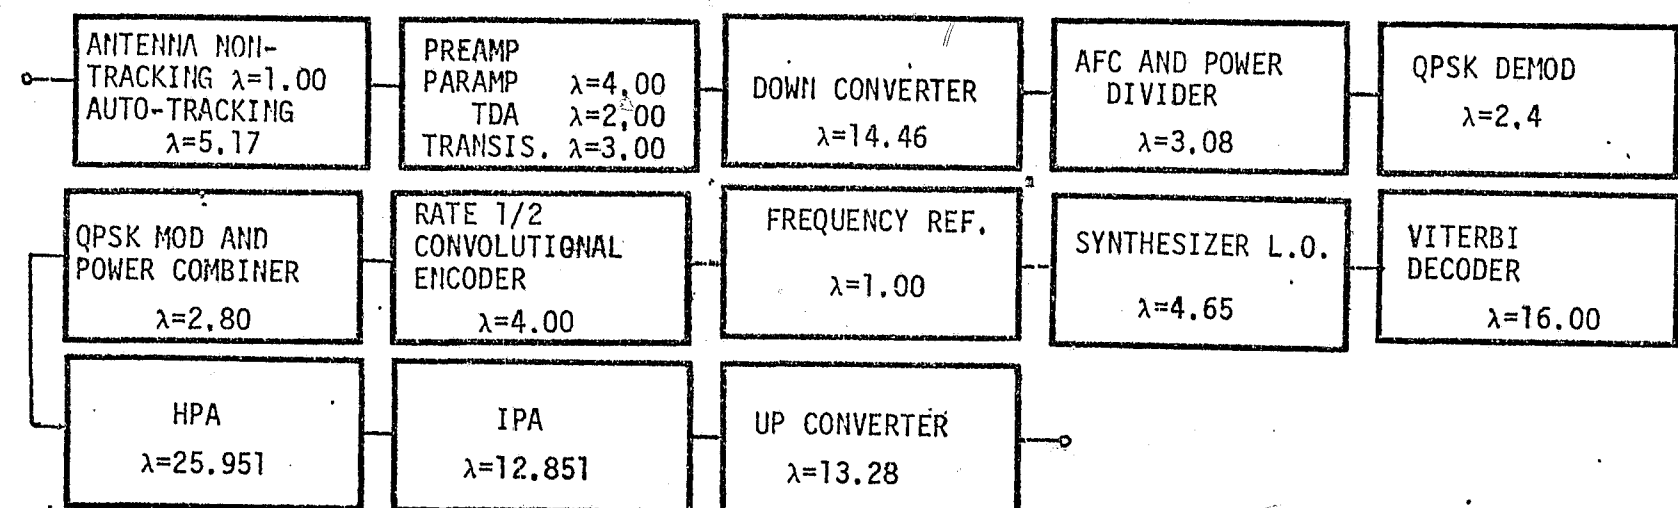 ANTENNA NON-
TRACKING λ=1.00
AUTO-TRACKING
λ=5.17
PREAMP
PARAMP λ=4.00
TDA λ=2.00
TRANSIS. λ=3.00
DOWN CONVERTER
λ=14.46
AFC AND POWER
DIVIDER
λ=3.08
QPSK DEMOD
λ=2.4
QPSK MOD AND
POWER COMBINER
λ=2.80
RATE 1/2
CONVOLUTIONAL
ENCODER
λ=4.00
FREQUENCY REF.
λ=1.00
SYNTHESIZER L.O.
λ=4.65
VITERBI
DECODER
λ=16.00
HPA
λ=25.951
IPA
λ=12.851
UP CONVERTER
λ=13.28